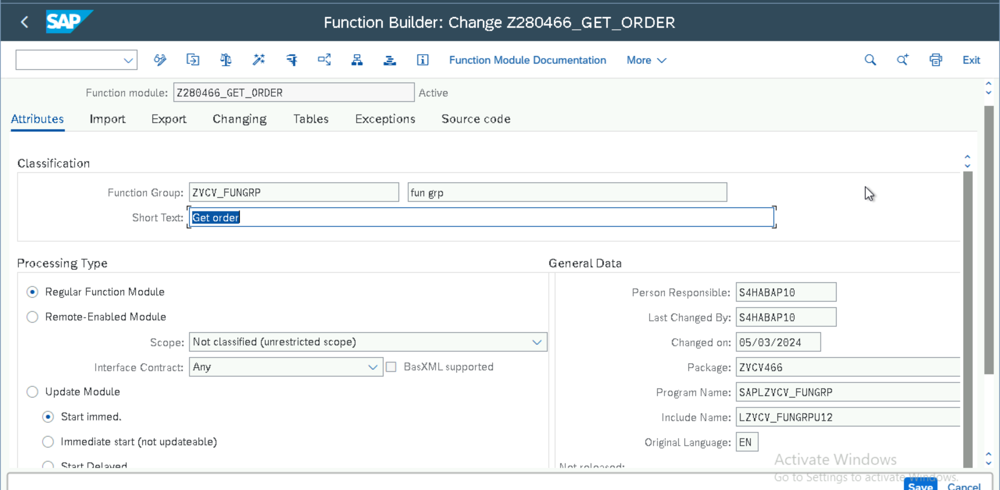 SAP
Function Builder: Change Z280466_GET_ORDER
Function Module Documentation
More
Exit
Function module: Z280466_GET_ORDER Active
Attributes Import Export Changing Tables Exceptions Source code
Classification
Function Group: ZVCV_FUNGRP fun grp
Short Text: Get order
Processing Type
Regular Function Module
Remote-Enabled Module
Scope: Not classified (unrestricted scope)
Interface Contract: Any BasXML supported
Update Module
Start immed.
Immediate start (not updateable)
Start Delayed
General Data
Person Responsible: S4HABAP10
Last Changed By: S4HABAP10
Changed on: 05/03/2024
Package: ZVCV466
Program Name: SAPLZVCV_FUNGRP
Include Name: LZVCV_FUNGRPU12
Original Language: EN
Not released:
Activate Windows
Go to Settings to activate Windows.
Save Cancel